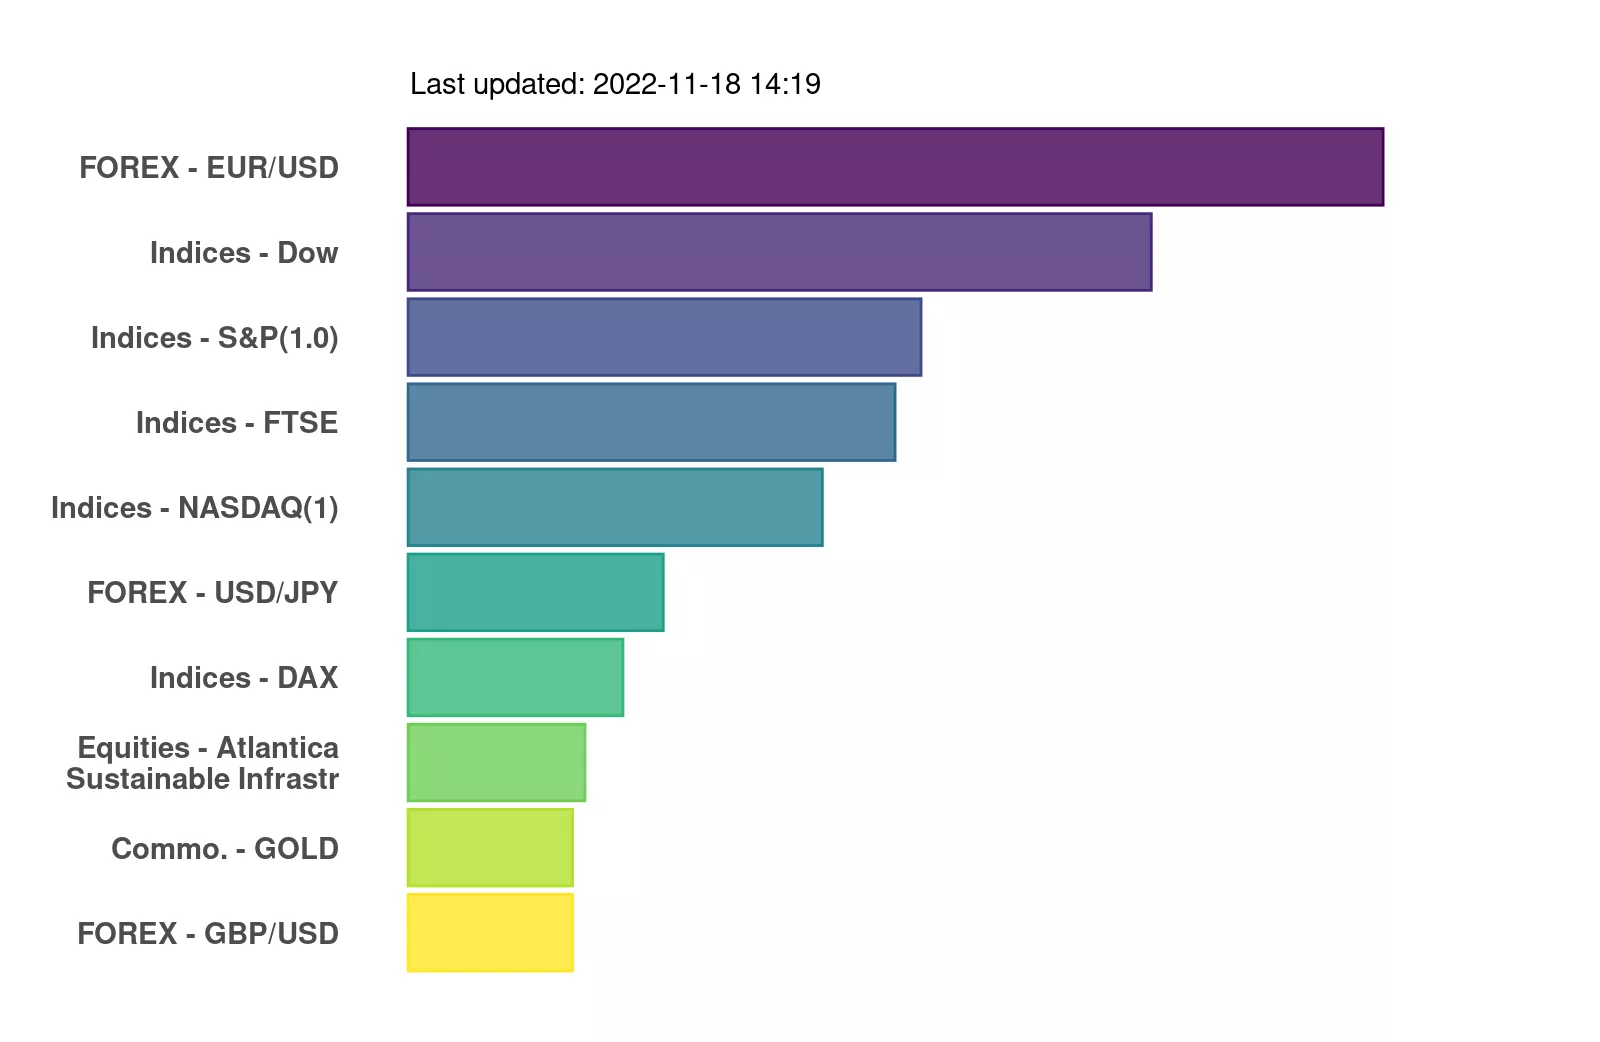 Last updated: 2022-11-18 14:19
FOREX - EUR/USD
Indices - Dow
Indices - S&P(1.0)
Indices - FTSE
Indices - NASDAQ(1)
FOREX - USD/JPY
Indices - DAX
Equities - Atlantica
Sustainable Infrastr
Commo. - GOLD
FOREX - GBP/USD